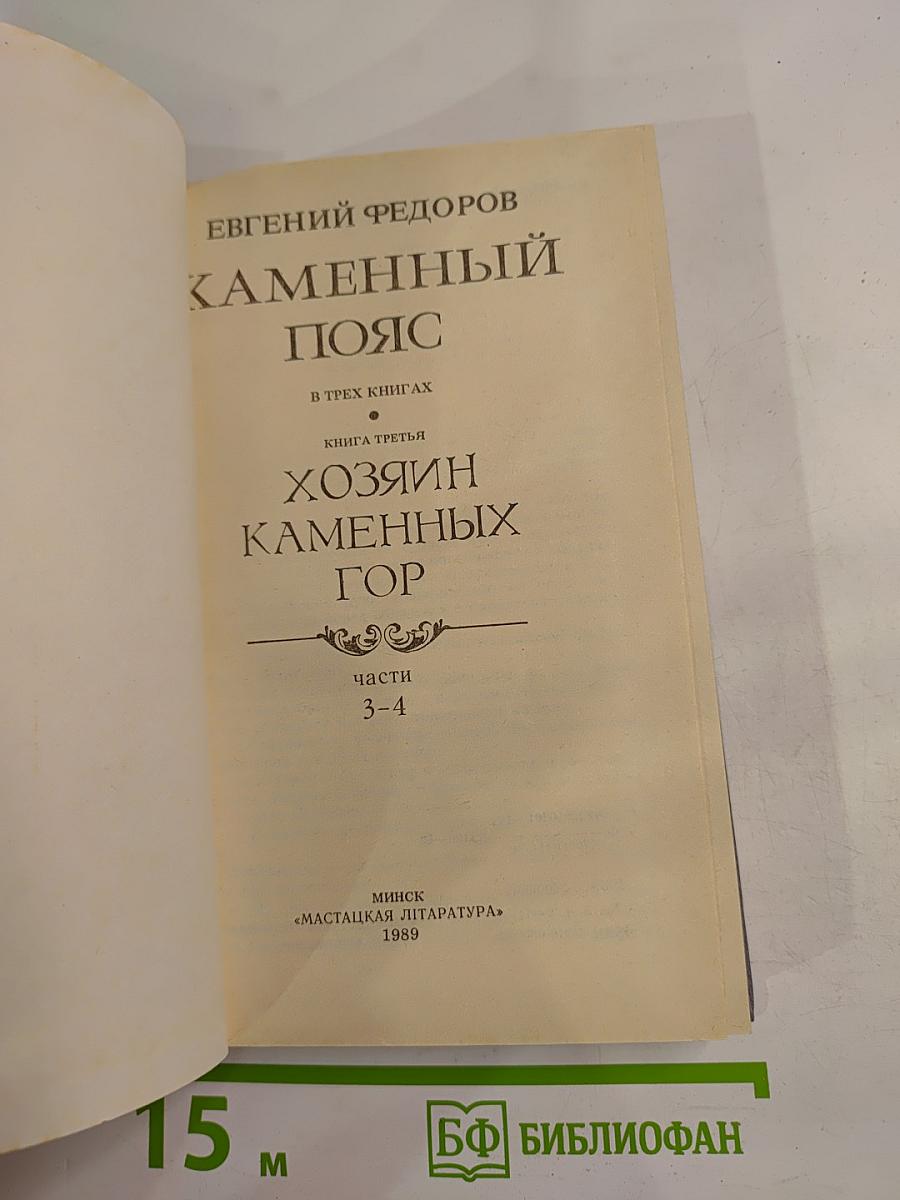 ЕВГЕНИЙ ФЕДОРОВ
КАМЕННЫЙ
ПОЯС
В ТРЕХ КНИГАХ
КНИГА ТРЕТЬЯ
ХОЗЯИН
КАМЕННЫХ
ГОР
части
3–4
МИНСК
«МАСТАЦКАЯ ЛІТАРАТУРА»
1989
15 м
БФ БИБЛИОФАН